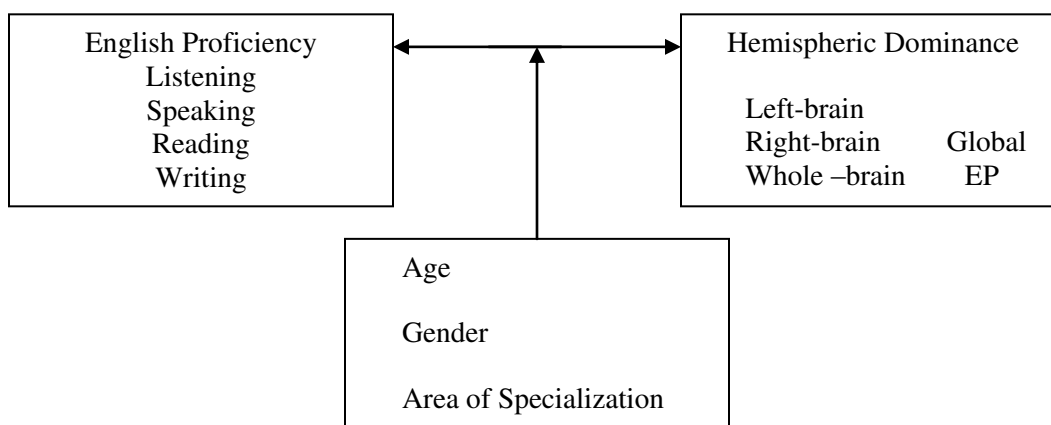 English Proficiency
Listening
Speaking
Reading
Writing
Hemispheric Dominance
Left-brain
Right-brain Global
Whole –brain EP
Age
Gender
Area of Specialization